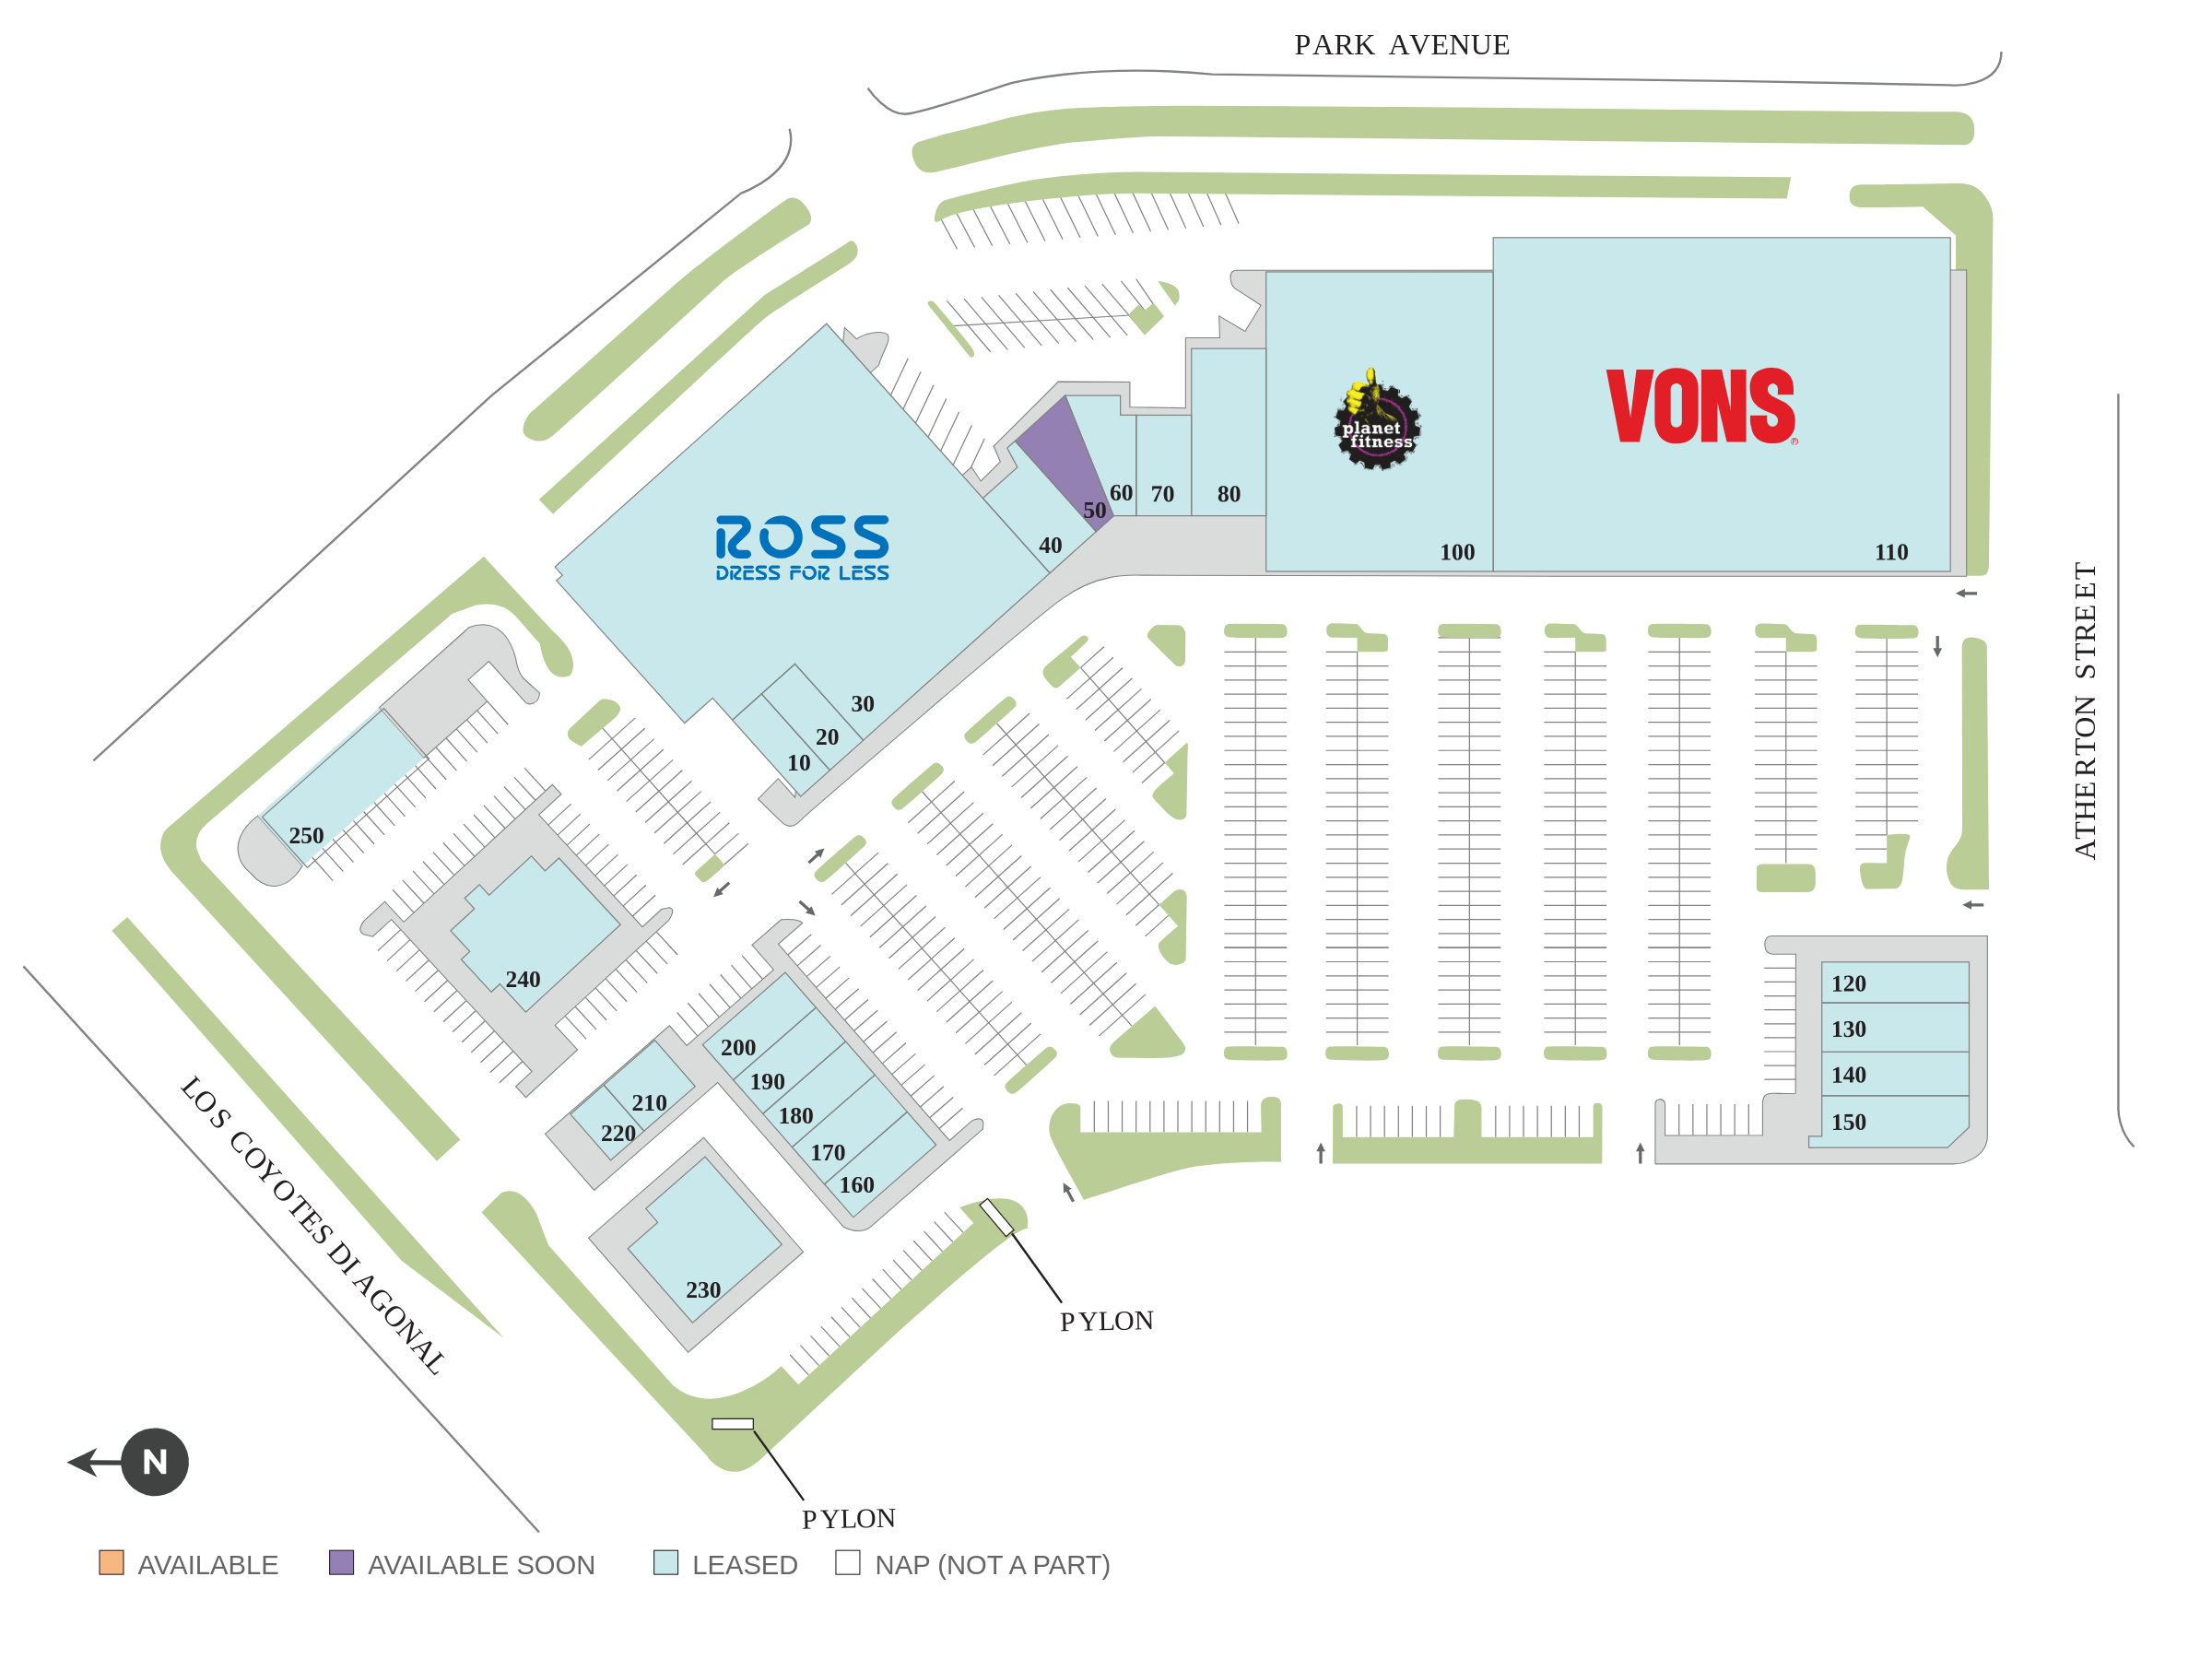 PARK AVENUE
ATHERTON STREET
planet
fitness
VONS
®
60
70
80
50
ROSS
DRESS FOR LESS
40
100
110
30
20
10
250
240
120
130
140
150
200
190
210
180
220
170
160
230
LOS COYOTES DIAGONAL
PYLON
N
PYLON
AVAILABLE
AVAILABLE SOON
LEASED
NAP (NOT A PART)